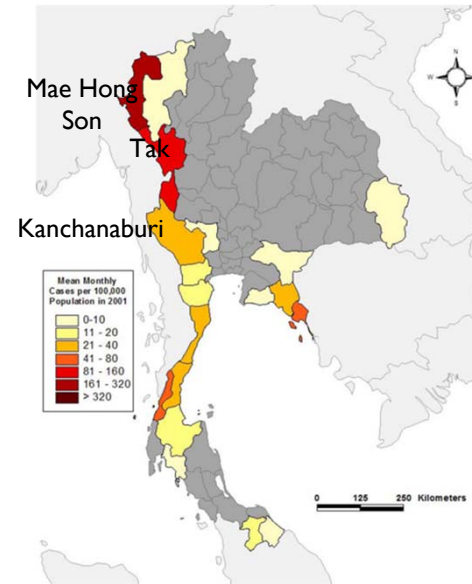 N
W
E
S
Mae Hong
Son
Tak
Kanchanaburi
Mean Monthly
Cases per 100,000
Population in 2001
0-10
11 - 20
21 - 40
41 - 80
81 - 160
161 - 320
> 320
0 125 250 Kilometers